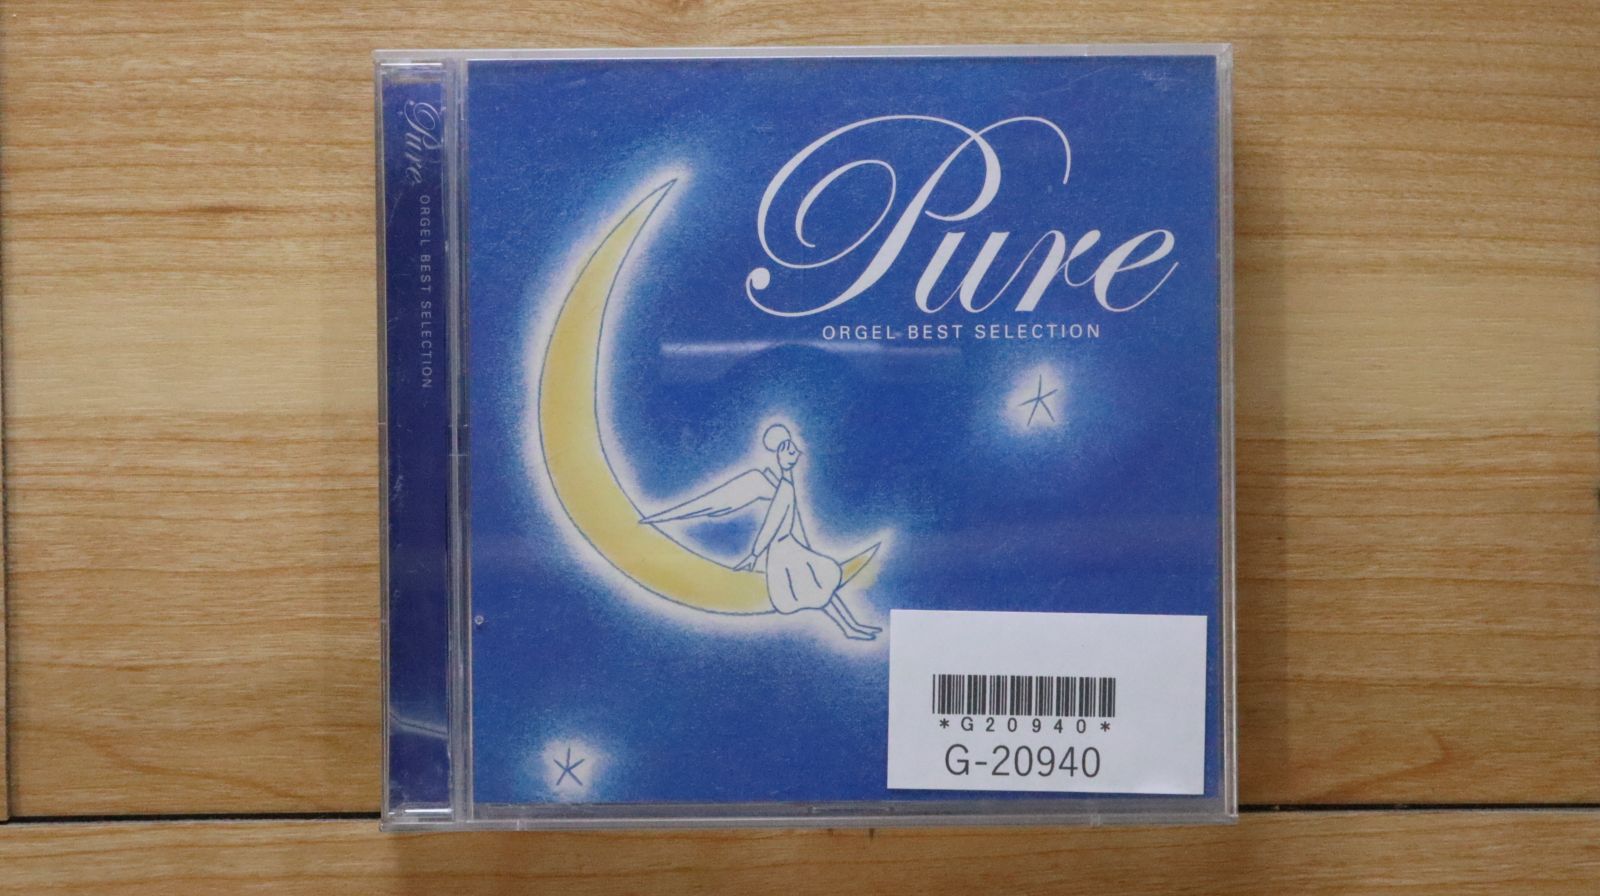 Pure
ORGEL BEST SELECTION
Pure
ORGEL BEST SELECTION
*G20940*
G-20940